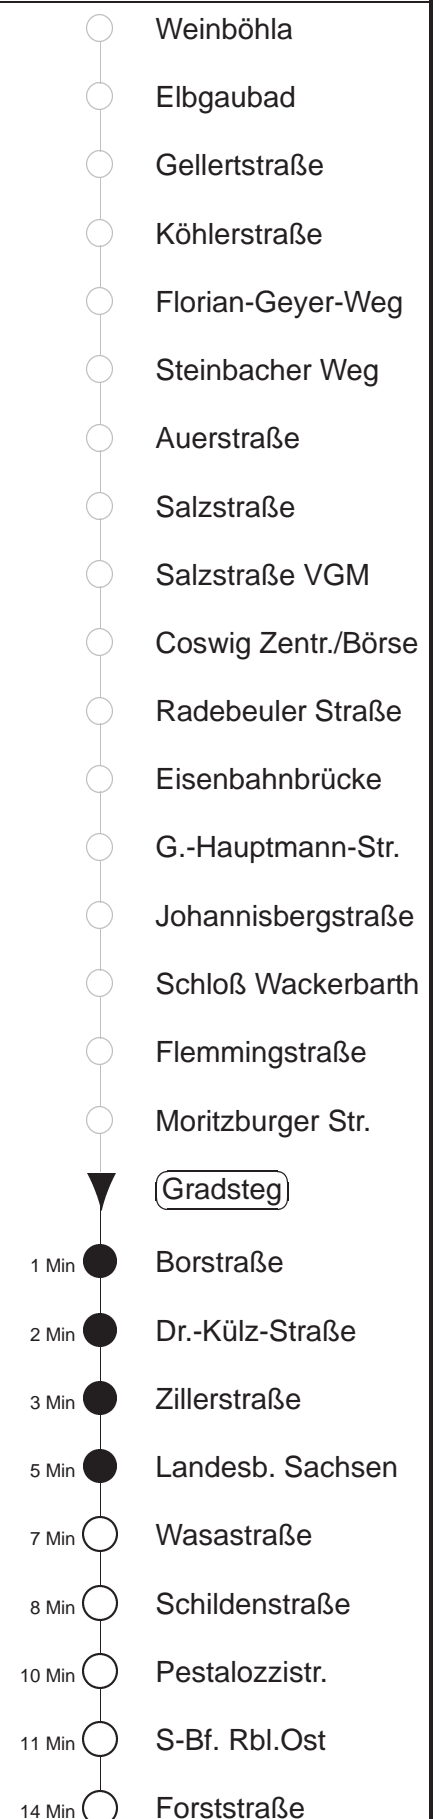 Weinböhla
Elbgaubad
Gellertstraße
Köhlerstraße
Florian-Geyer-Weg
Steinbacher Weg
Auerstraße
Salzstraße
Salzstraße VGM
Coswig Zentr./Börse
Radebeuler Straße
Eisenbahnbrücke
G.-Hauptmann-Str.
Johannisbergstraße
Schloß Wackerbarth
Flemmingstraße
Moritzburger Str.
Gradsteg
1 Min Borstraße
2 Min Dr.-Külz-Straße
3 Min Zillerstraße
5 Min Landesb. Sachsen
7 Min Wasastraße
8 Min Schildenstraße
10 Min Pestalozzistr.
11 Min S-Bf. Rbl.Ost
14 Min Forststraße